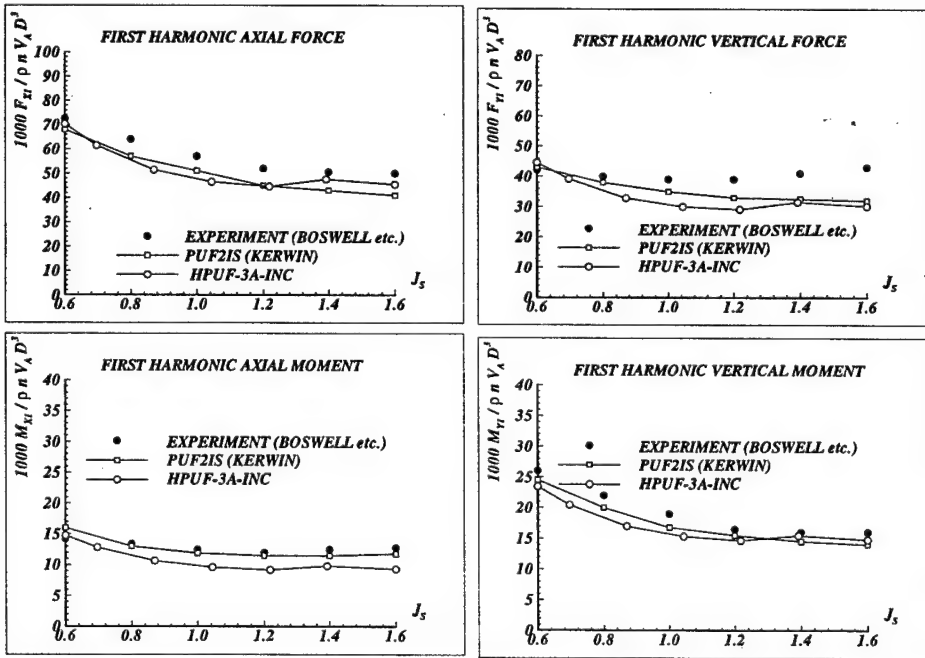 FIRST HARMONIC AXIAL FORCE
1000 F_X1 / ρ n V_A D³
100
90
80
70
60
50
40
30
20
10
0
0.6 0.8 1.0 1.2 1.4 1.6
J_S
EXPERIMENT (BOSWELL etc.)
PUF2IS (KERWIN)
HPUF-3A-INC
FIRST HARMONIC VERTICAL FORCE
1000 F_Y1 / ρ n V_A D³
80
70
60
50
40
30
20
10
0
0.6 0.8 1.0 1.2 1.4 1.6
J_S
EXPERIMENT (BOSWELL etc.)
PUF2IS (KERWIN)
HPUF-3A-INC
FIRST HARMONIC AXIAL MOMENT
1000 M_X1 / ρ n V_A D³
40
35
30
25
20
15
10
5
0
0.6 0.8 1.0 1.2 1.4 1.6
J_S
EXPERIMENT (BOSWELL etc.)
PUF2IS (KERWIN)
HPUF-3A-INC
FIRST HARMONIC VERTICAL MOMENT
1000 M_Y1 / ρ n V_A D³
40
35
30
25
20
15
10
5
0
0.6 0.8 1.0 1.2 1.4 1.6
J_S
EXPERIMENT (BOSWELL etc.)
PUF2IS (KERWIN)
HPUF-3A-INC